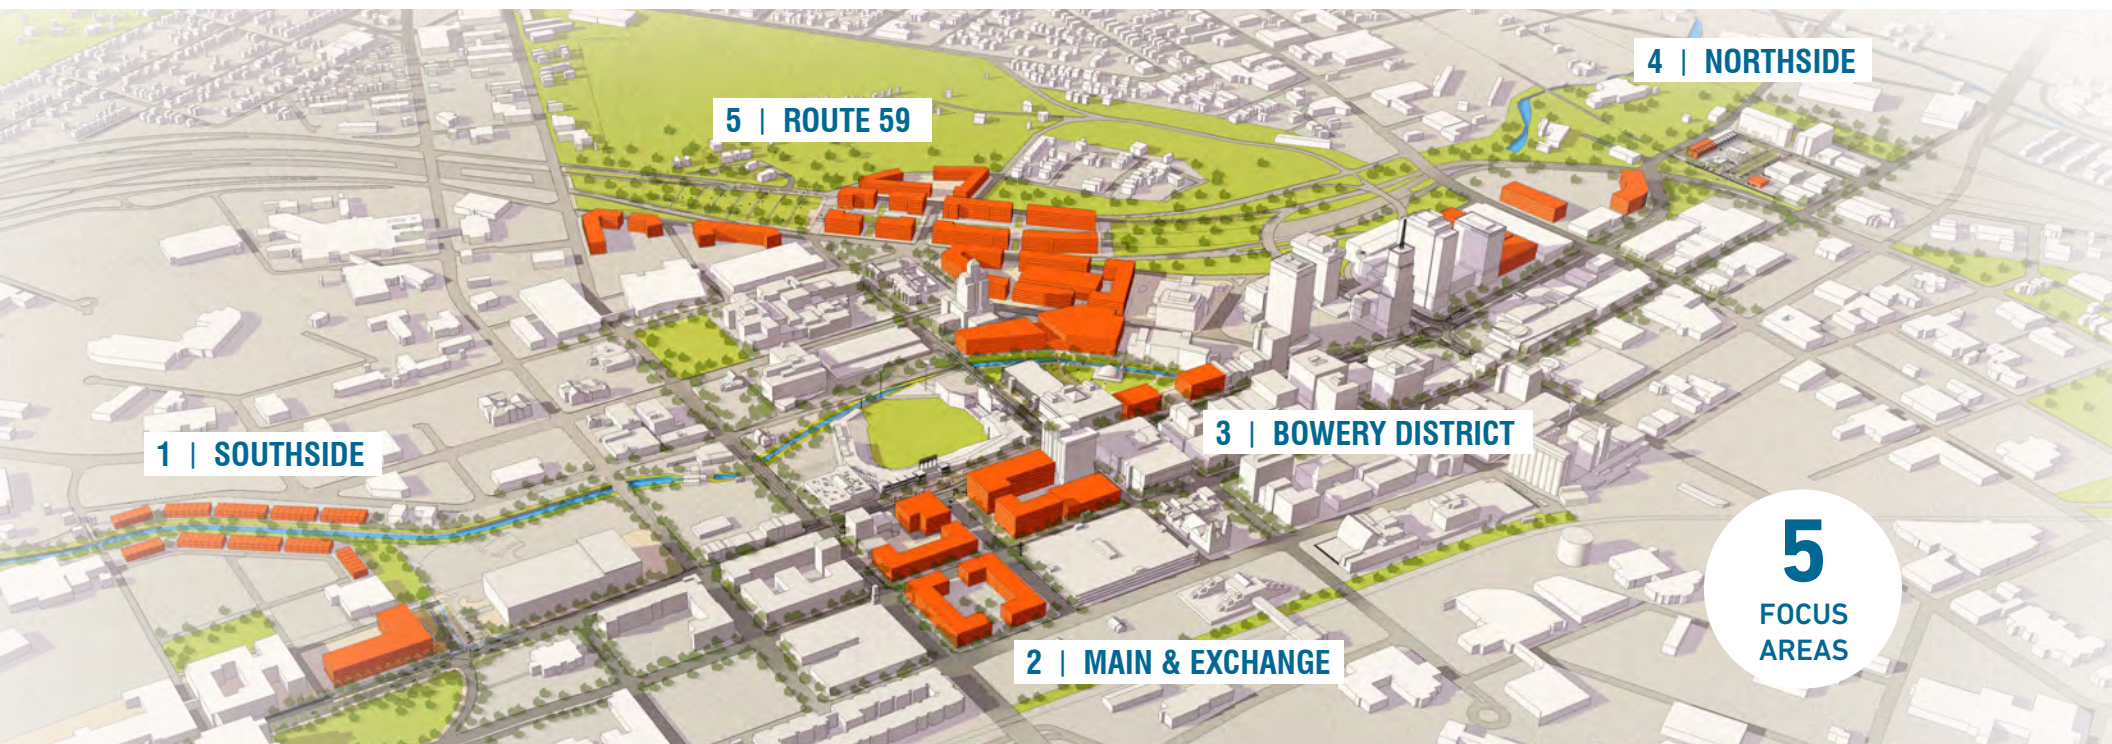 4 | NORTHSIDE
5 | ROUTE 59
3 | BOWERY DISTRICT
1 | SOUTHSIDE
2 | MAIN & EXCHANGE
5
FOCUS
AREAS